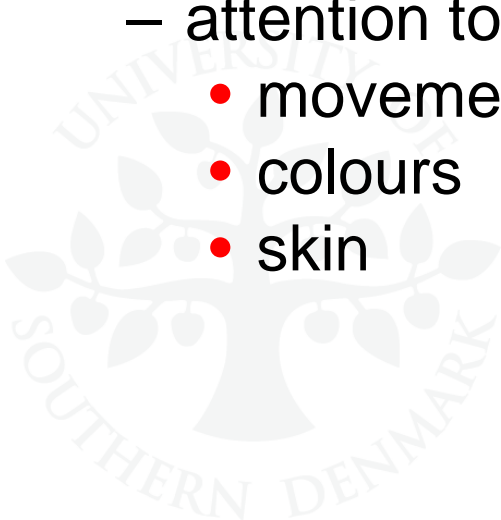 – attention to
• moveme
• colours
• skin
UNIVERSITY OF
SOUTHERN DENMARK